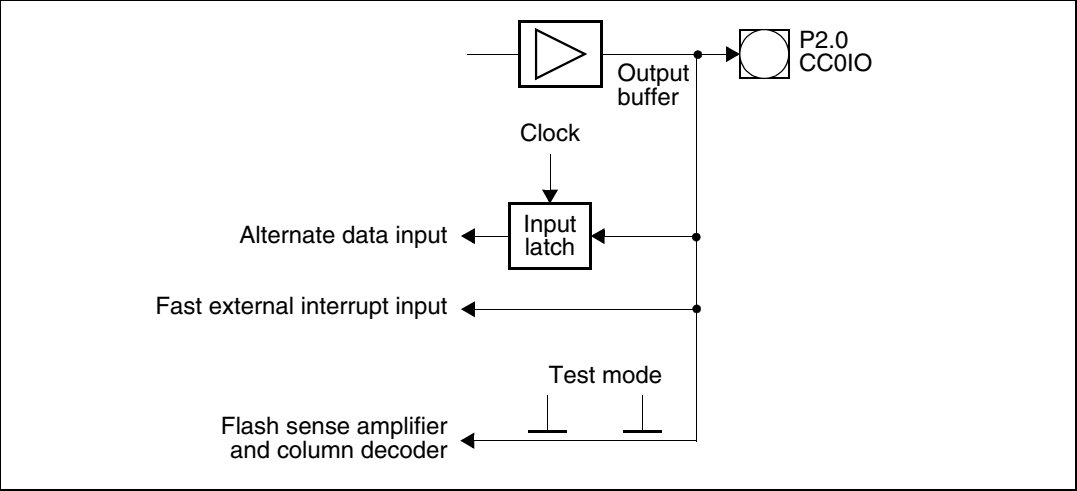 P2.0
CC0IO
Output
buffer
Clock
Input
latch
Alternate data input
Fast external interrupt input
Test mode
Flash sense amplifier
and column decoder